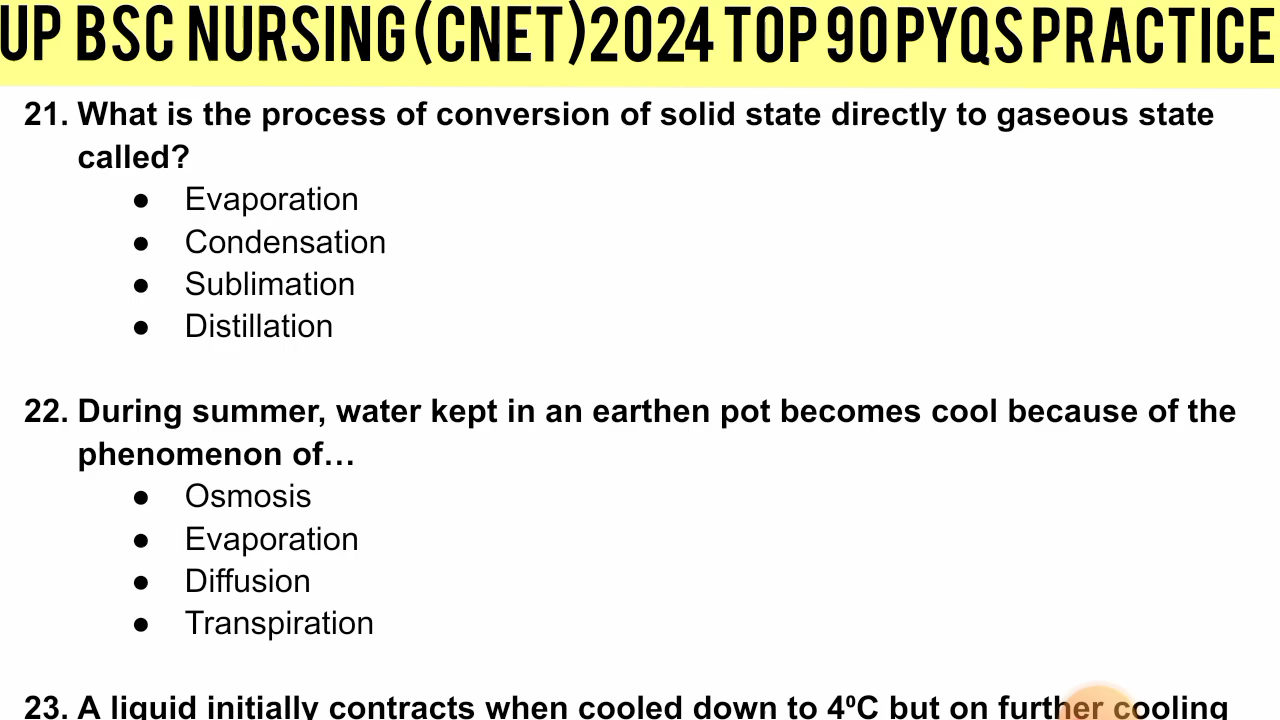 UP BSC NURSING(CNET)2024 TOP 90 PYQS PRACTICE
21. What is the process of conversion of solid state directly to gaseous state
called?
● Evaporation
● Condensation
● Sublimation
● Distillation
22. During summer, water kept in an earthen pot becomes cool because of the
phenomenon of…
● Osmosis
● Evaporation
● Diffusion
● Transpiration
23. A liquid initially contracts when cooled down to 4⁰C but on further cooling